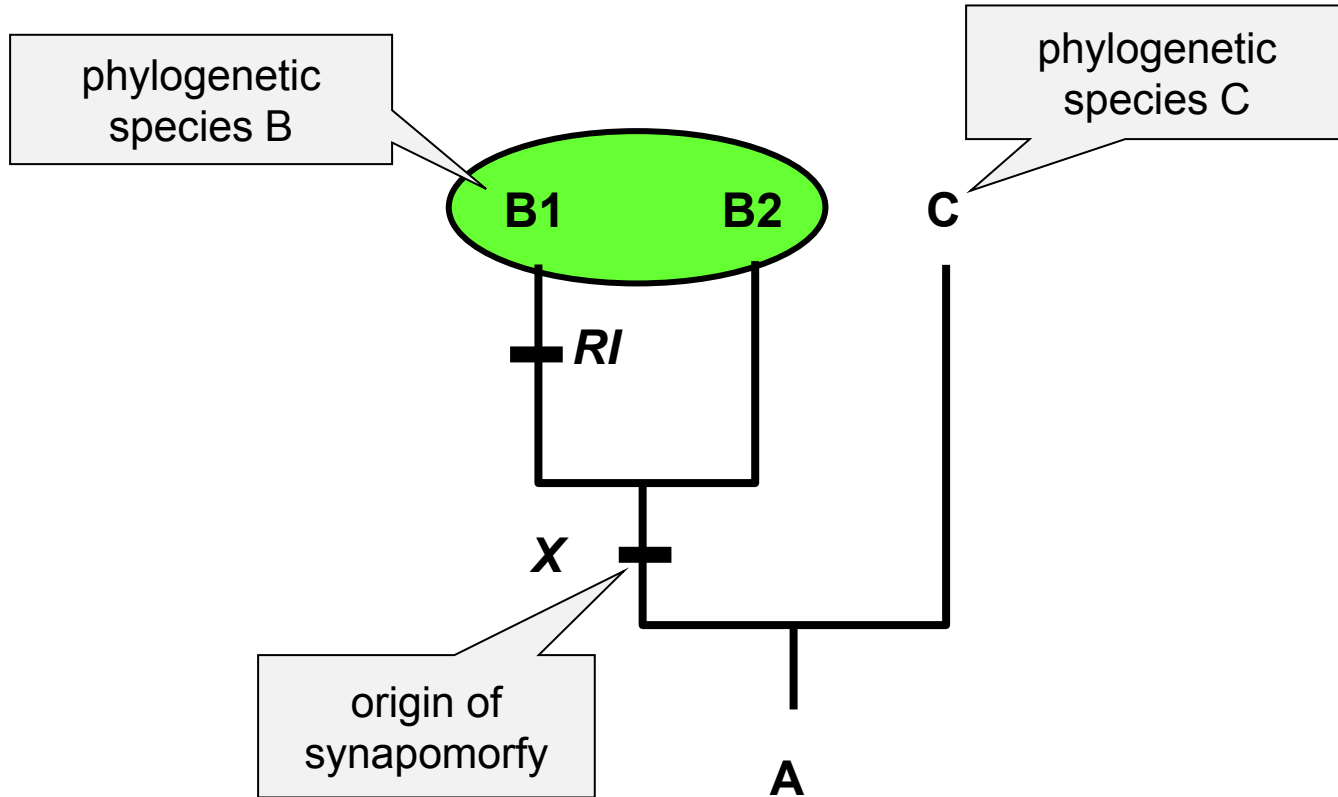 phylogenetic
species B
phylogenetic
species C
B1
B2
C
RI
X
origin of
synapomorfy
A